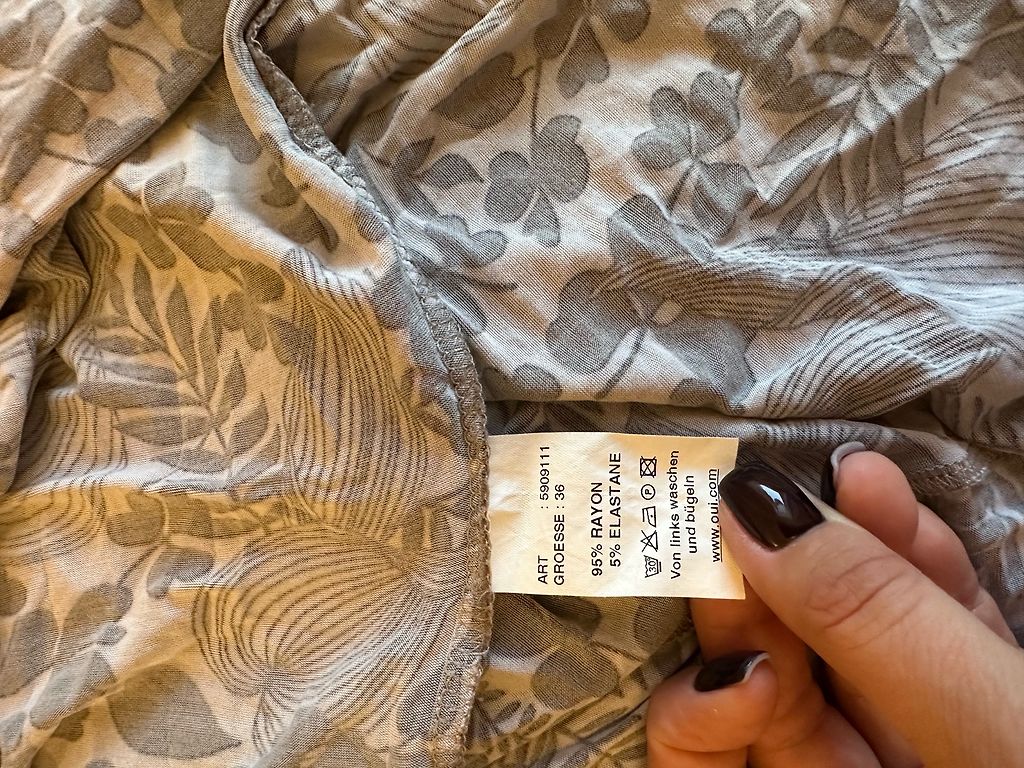 ART : 5909111
GROESSE : 36
95% RAYON
5% ELASTANE
30 P
Von links waschen
und bügeln
www.oui.com